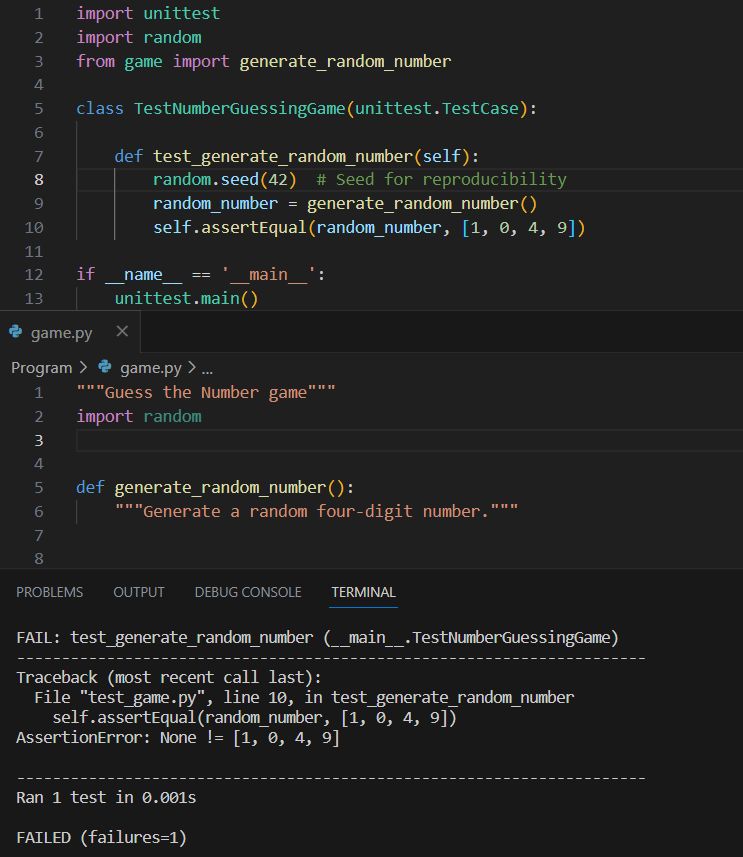 1 import unittest
2 import random
3 from game import generate_random_number
4
5 class TestNumberGuessingGame(unittest.TestCase):
6
7     def test_generate_random_number(self):
8         random.seed(42)  # Seed for reproducibility
9         random_number = generate_random_number()
10         self.assertEqual(random_number, [1, 0, 4, 9])
11
12 if __name__ == '__main__':
13     unittest.main()
game.py
Program > game.py > ...
1 """Guess the Number game"""
2 import random
3
4
5 def generate_random_number():
6     """Generate a random four-digit number."""
7
8
PROBLEMS OUTPUT DEBUG CONSOLE TERMINAL
FAIL: test_generate_random_number (__main__.TestNumberGuessingGame)
----------------------------------------------------------------------
Traceback (most recent call last):
  File "test_game.py", line 10, in test_generate_random_number
    self.assertEqual(random_number, [1, 0, 4, 9])
AssertionError: None != [1, 0, 4, 9]
----------------------------------------------------------------------
Ran 1 test in 0.001s
FAILED (failures=1)